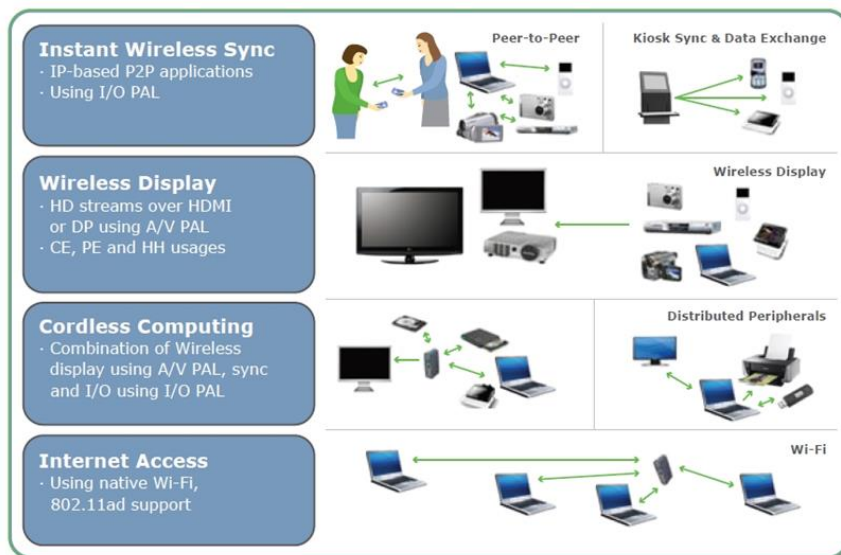 Instant Wireless Sync
· IP-based P2P applications
· Using I/O PAL
Peer-to-Peer
Kiosk Sync & Data Exchange
Wireless Display
· HD streams over HDMI
or DP using A/V PAL
· CE, PE and HH usages
Wireless Display
Cordless Computing
· Combination of Wireless
display using A/V PAL, sync
and I/O using I/O PAL
Distributed Peripherals
Internet Access
· Using native Wi-Fi,
802.11ad support
Wi-Fi